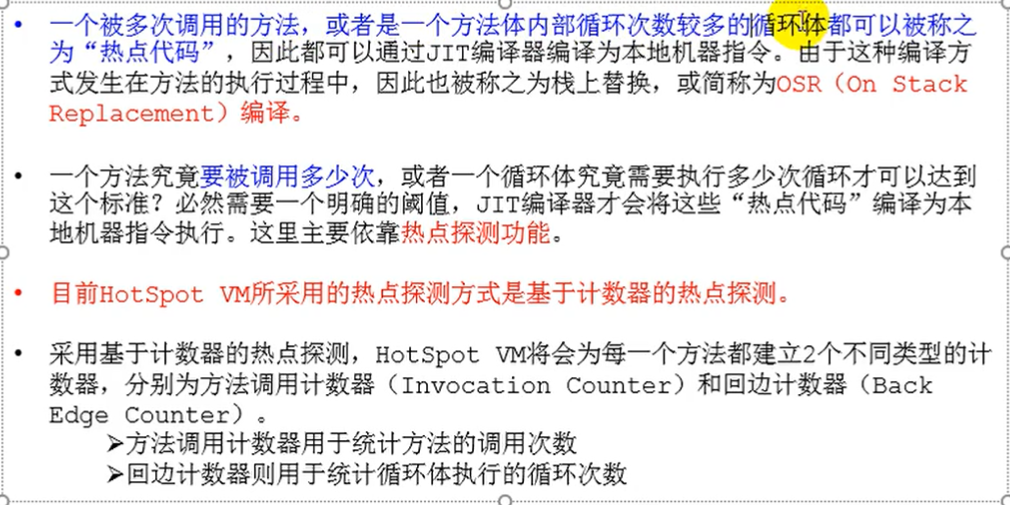 • 一个被多次调用的方法，或者是一个方法体内部循环次数较多的循环体都可以被称之
为“热点代码”，因此都可以通过JIT编译器编译为本地机器指令。由于这种编译方
式发生在方法的执行过程中，因此也被称之为栈上替换，或简称为OSR（On Stack
Replacement）编译。
• 一个方法究竟要被调用多少次，或者一个循环体究竟需要执行多少次循环才可以达到
这个标准？必然需要一个明确的阈值，JIT编译器才会将这些“热点代码”编译为本
地机器指令执行。这里主要依靠热点探测功能。
• 目前HotSpot VM所采用的热点探测方式是基于计数器的热点探测。
• 采用基于计数器的热点探测，HotSpot VM将会为每一个方法都建立2个不同类型的计
数器，分别为方法调用计数器（Invocation Counter）和回边计数器（Back
Edge Counter）。
➢方法调用计数器用于统计方法的调用次数
➢回边计数器则用于统计循环体执行的循环次数